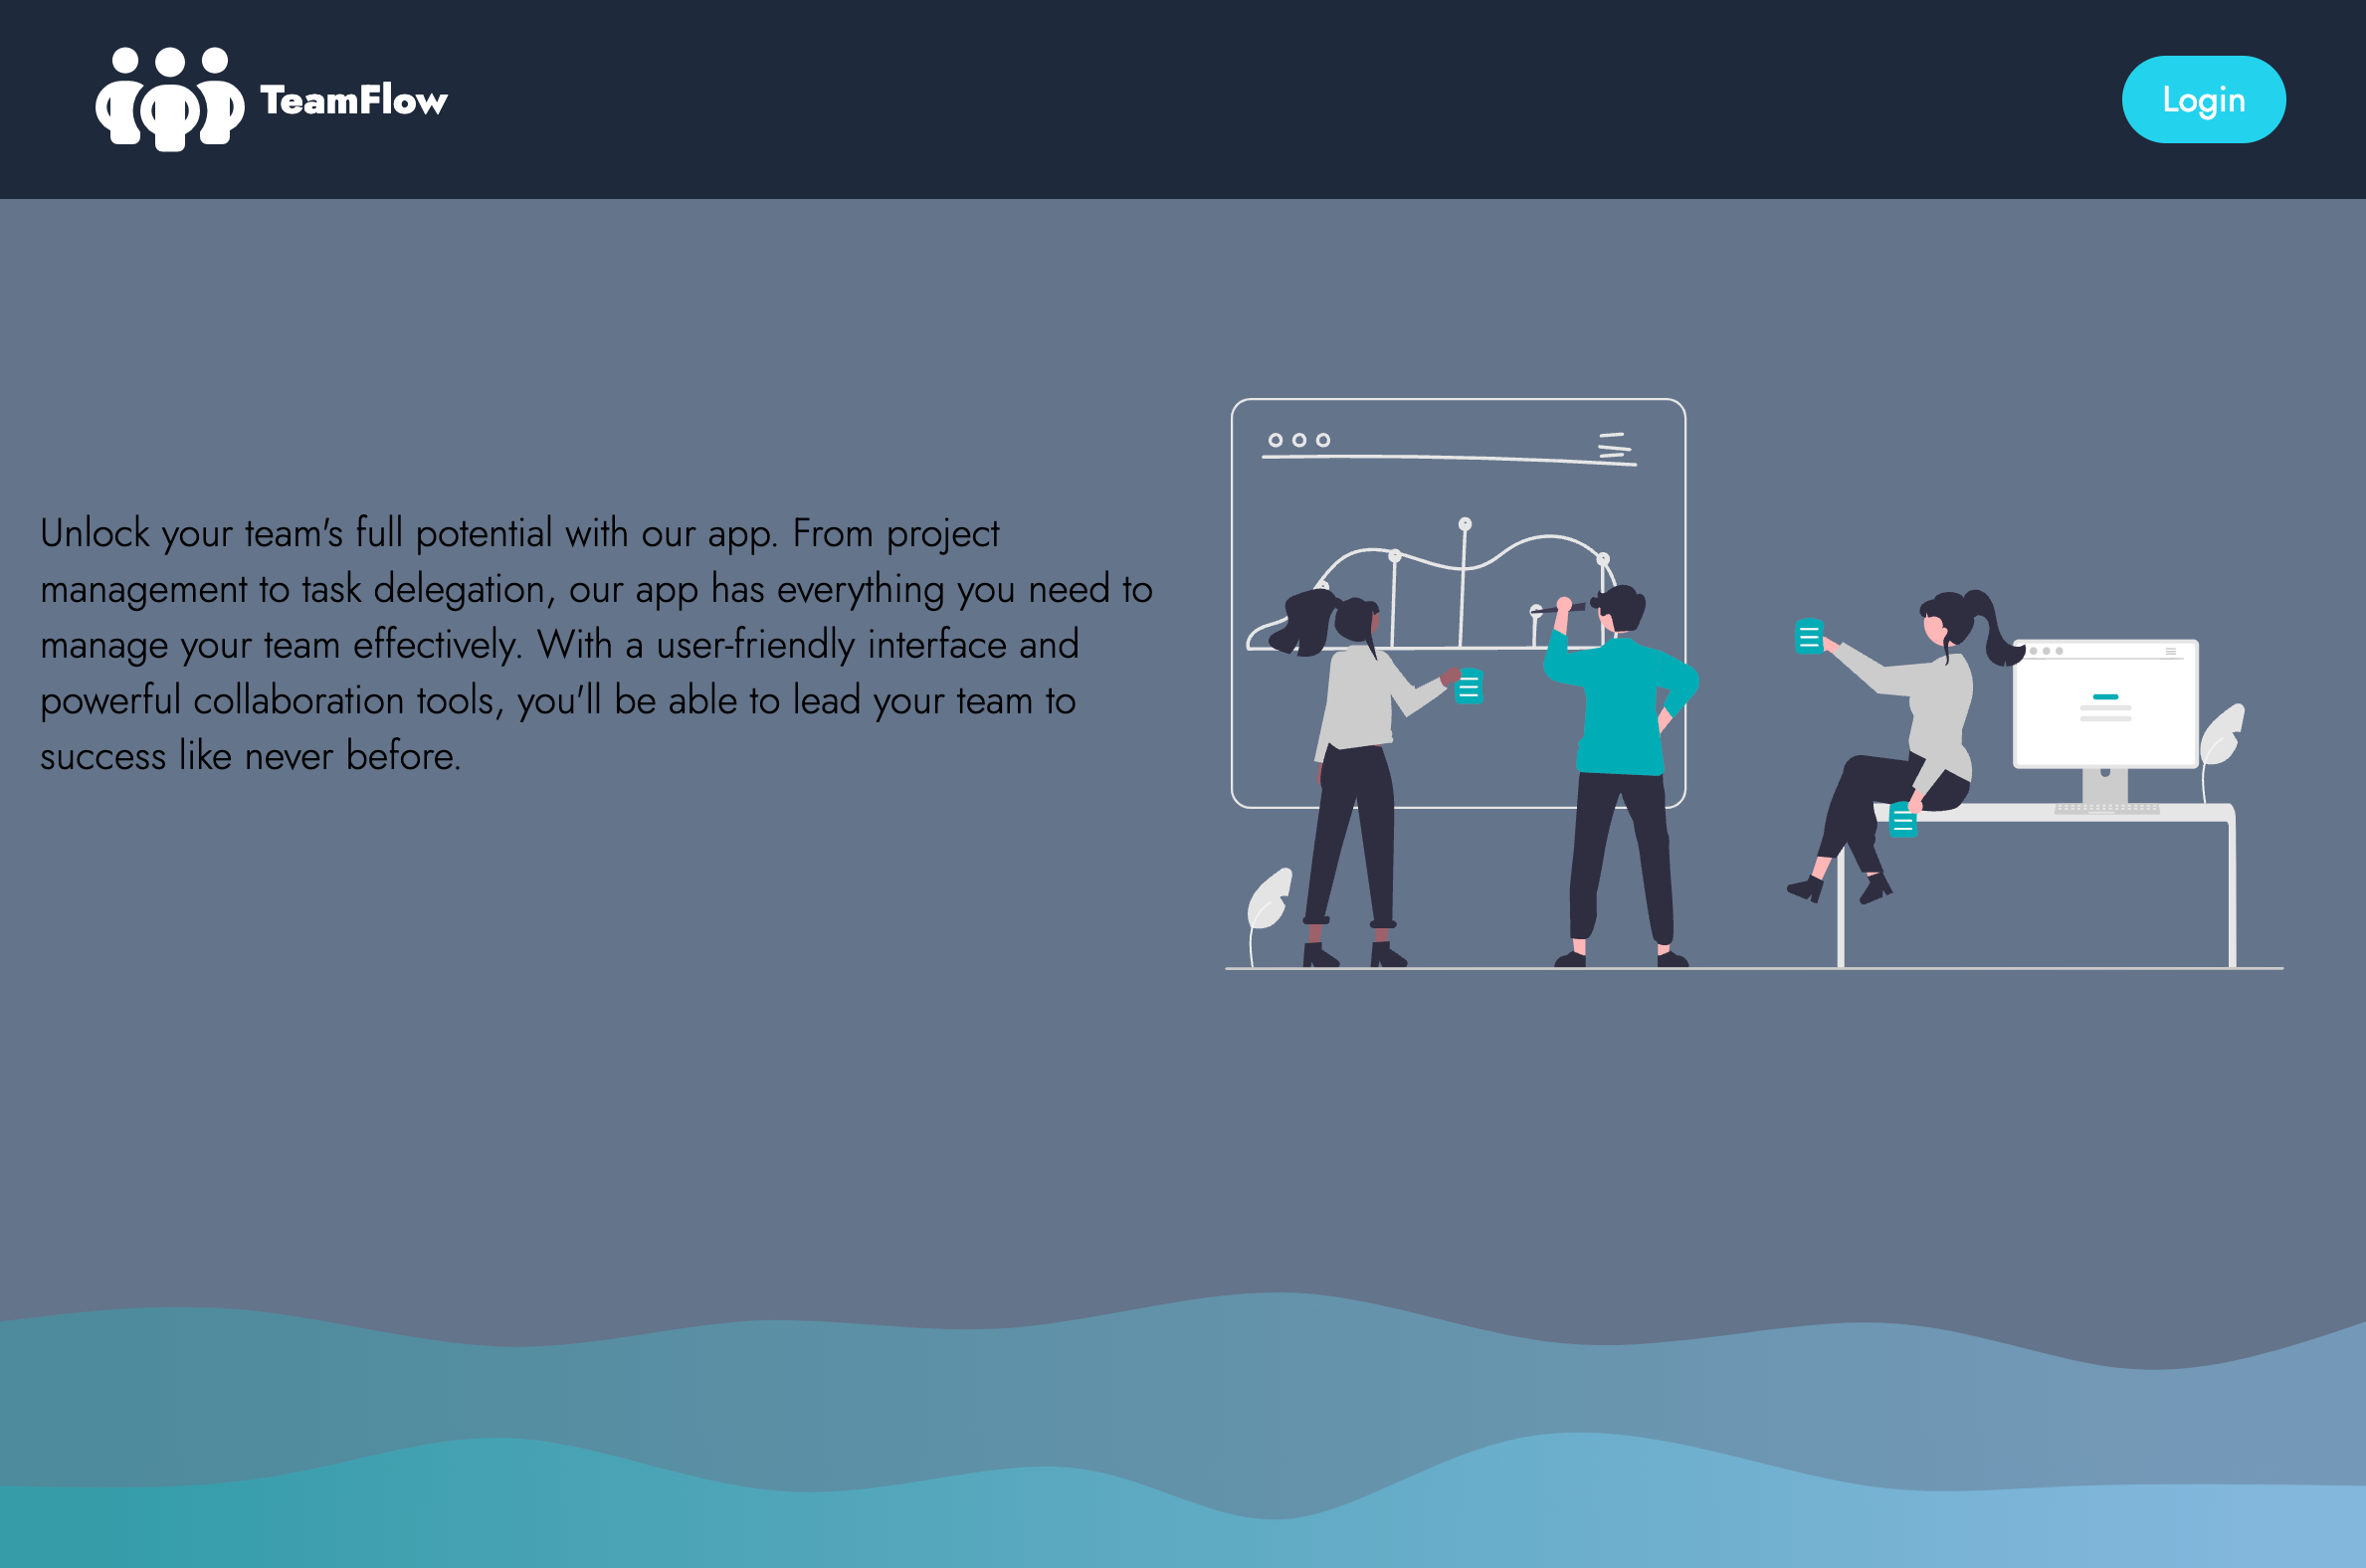 TeamFlow
Login
Unlock your team's full potential with our app. From project
management to task delegation, our app has everything you need to
manage your team effectively. With a user-friendly interface and
powerful collaboration tools, you'll be able to lead your team to
success like never before.